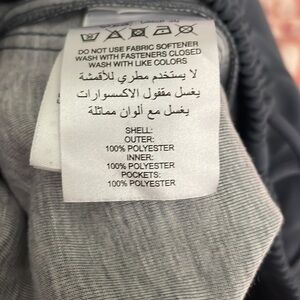 DO NOT USE FABRIC SOFTENER
WASH WITH FASTENERS CLOSED
WASH WITH LIKE COLORS
لا يستخدم مطري للأقمشة
يغسل مقفول الاكسسوارات
يغسل مع ألوان مماثلة
SHELL:
OUTER:
100% POLYESTER
INNER:
100% POLYESTER
POCKETS:
100% POLYESTER